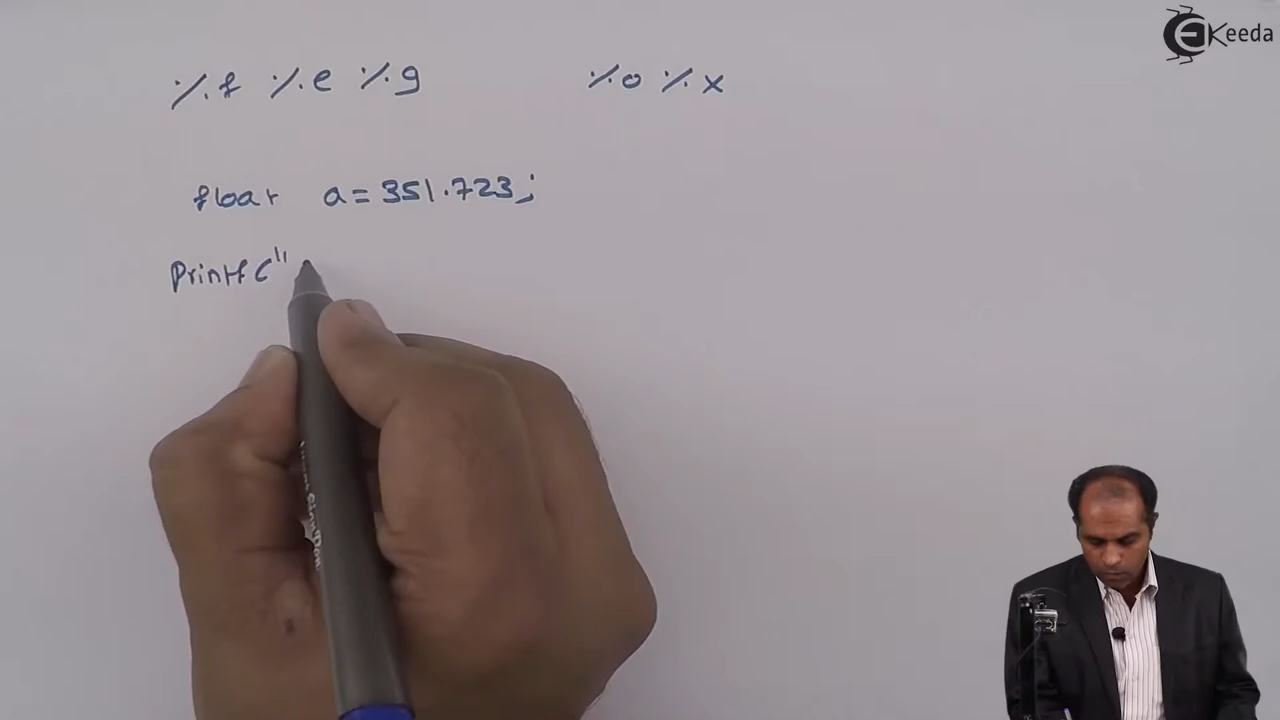 %f %e %g %o %x
float a=351.723;
Printf("
EKeeda